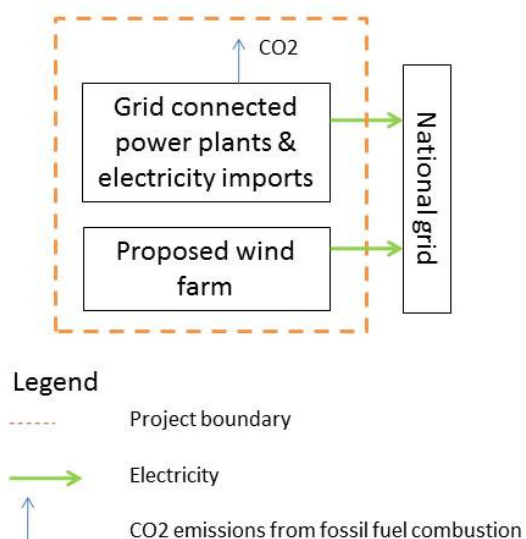 CO2
Grid connected
power plants &
electricity imports
National grid
Proposed wind
farm
Legend
Project boundary
Electricity
CO2 emissions from fossil fuel combustion